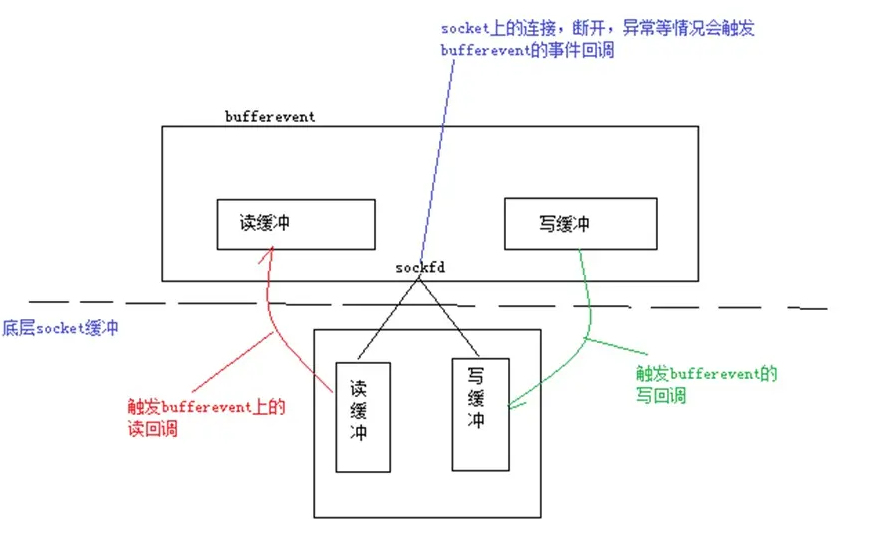 socket上的连接，断开，异常等情况会触发
bufferevent的事件回调
bufferevent
读缓冲
写缓冲
sockfd
底层socket缓冲
读缓冲
写缓冲
触发bufferevent上的
读回调
触发bufferevent的
写回调